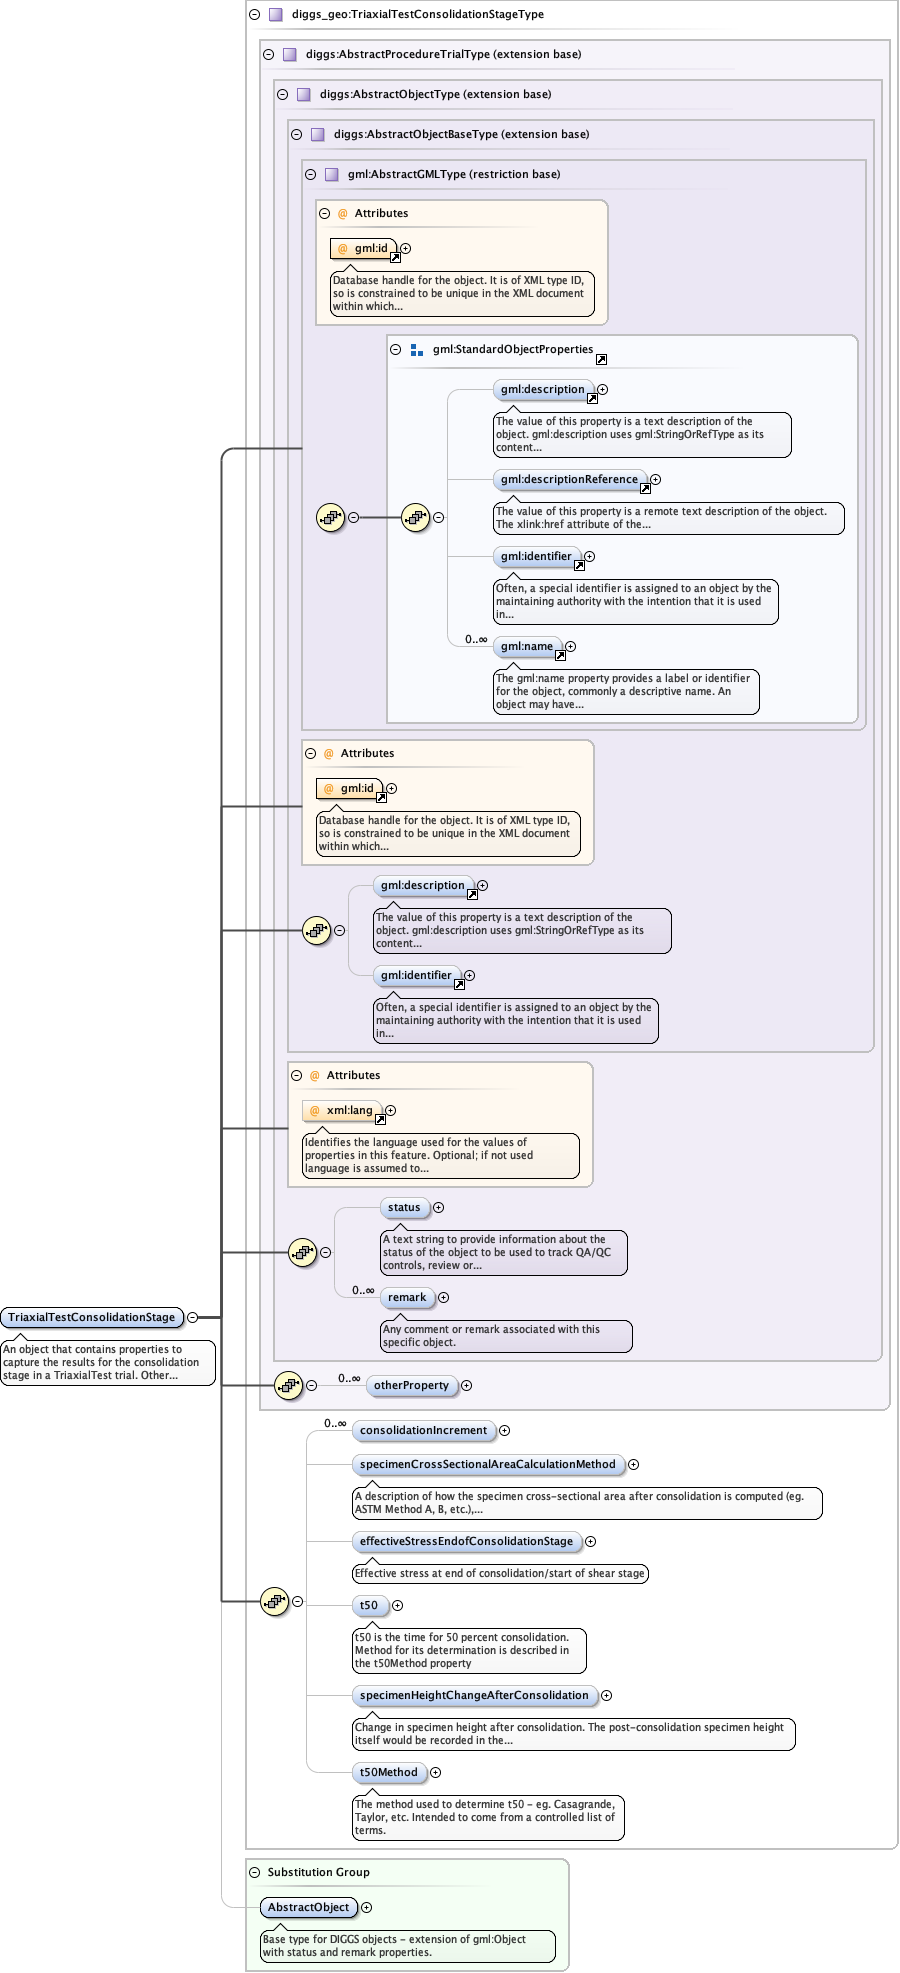 diggs_geo:TriaxialTestConsolidationStageType
diggs:AbstractProcedureTrialType (extension base)
diggs:AbstractObjectType (extension base)
diggs:AbstractObjectBaseType (extension base)
gml:AbstractGMLType (restriction base)
@ Attributes
@ gml:id
Database handle for the object. It is of XML type ID,
so is constrained to be unique in the XML document
within which...
gml:StandardObjectProperties
gml:description
The value of this property is a text description of the
object. gml:description uses gml:StringOrRefType as its
content...
gml:descriptionReference
The value of this property is a remote text description of the object.
The xlink:href attribute of the...
gml:identifier
Often, a special identifier is assigned to an object by the
maintaining authority with the intention that it is used
in...
0..∞ gml:name
The gml:name property provides a label or identifier
for the object, commonly a descriptive name. An
object may have...
@ Attributes
@ gml:id
Database handle for the object. It is of XML type ID,
so is constrained to be unique in the XML document
within which...
gml:description
The value of this property is a text description of the
object. gml:description uses gml:StringOrRefType as its
content...
gml:identifier
Often, a special identifier is assigned to an object by the
maintaining authority with the intention that it is used
in...
@ Attributes
@ xml:lang
Identifies the language used for the values of
properties in this feature. Optional; if not used
language is assumed to...
status
A text string to provide information about the
status of the object to be used to track QA/QC
controls, review or...
0..∞ remark
Any comment or remark associated with this
specific object.
TriaxialTestConsolidationStage
An object that contains properties to
capture the results for the consolidation
stage in a TriaxialTest trial. Other...
0..∞ otherProperty
0..∞ consolidationIncrement
specimenCrossSectionalAreaCalculationMethod
A description of how the specimen cross-sectional area after consolidation is computed (eg.
ASTM Method A, B, etc.),...
effectiveStressEndofConsolidationStage
Effective stress at end of consolidation/start of shear stage
t50
t50 is the time for 50 percent consolidation.
Method for its determination is described in
the t50Method property
specimenHeightChangeAfterConsolidation
Change in specimen height after consolidation. The post-consolidation specimen height
itself would be recorded in the...
t50Method
The method used to determine t50 - eg. Casagrande,
Taylor, etc. Intended to come from a controlled list of
terms.
Substitution Group
AbstractObject
Base type for DIGGS objects - extension of gml:Object
with status and remark properties.